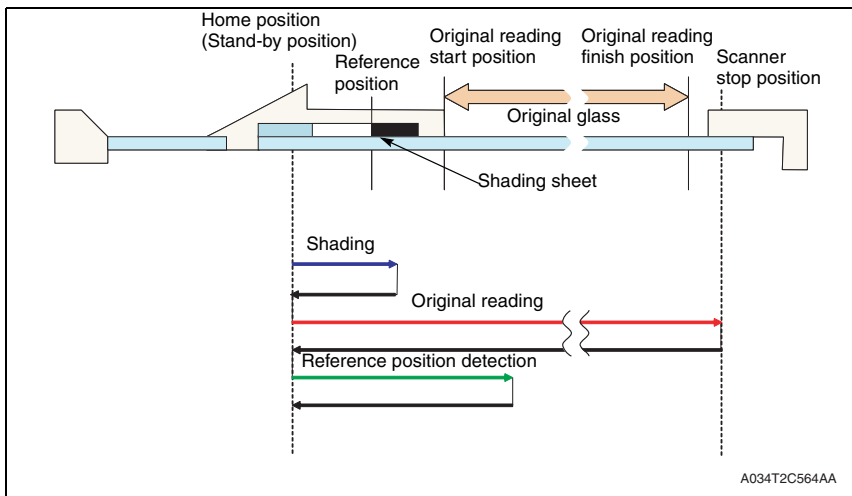 Home position
(Stand-by position)
Reference
position
Original reading
start position
Original reading
finish position
Scanner
stop position
Original glass
Shading sheet
Shading
Original reading
Reference position detection
A034T2C564AA